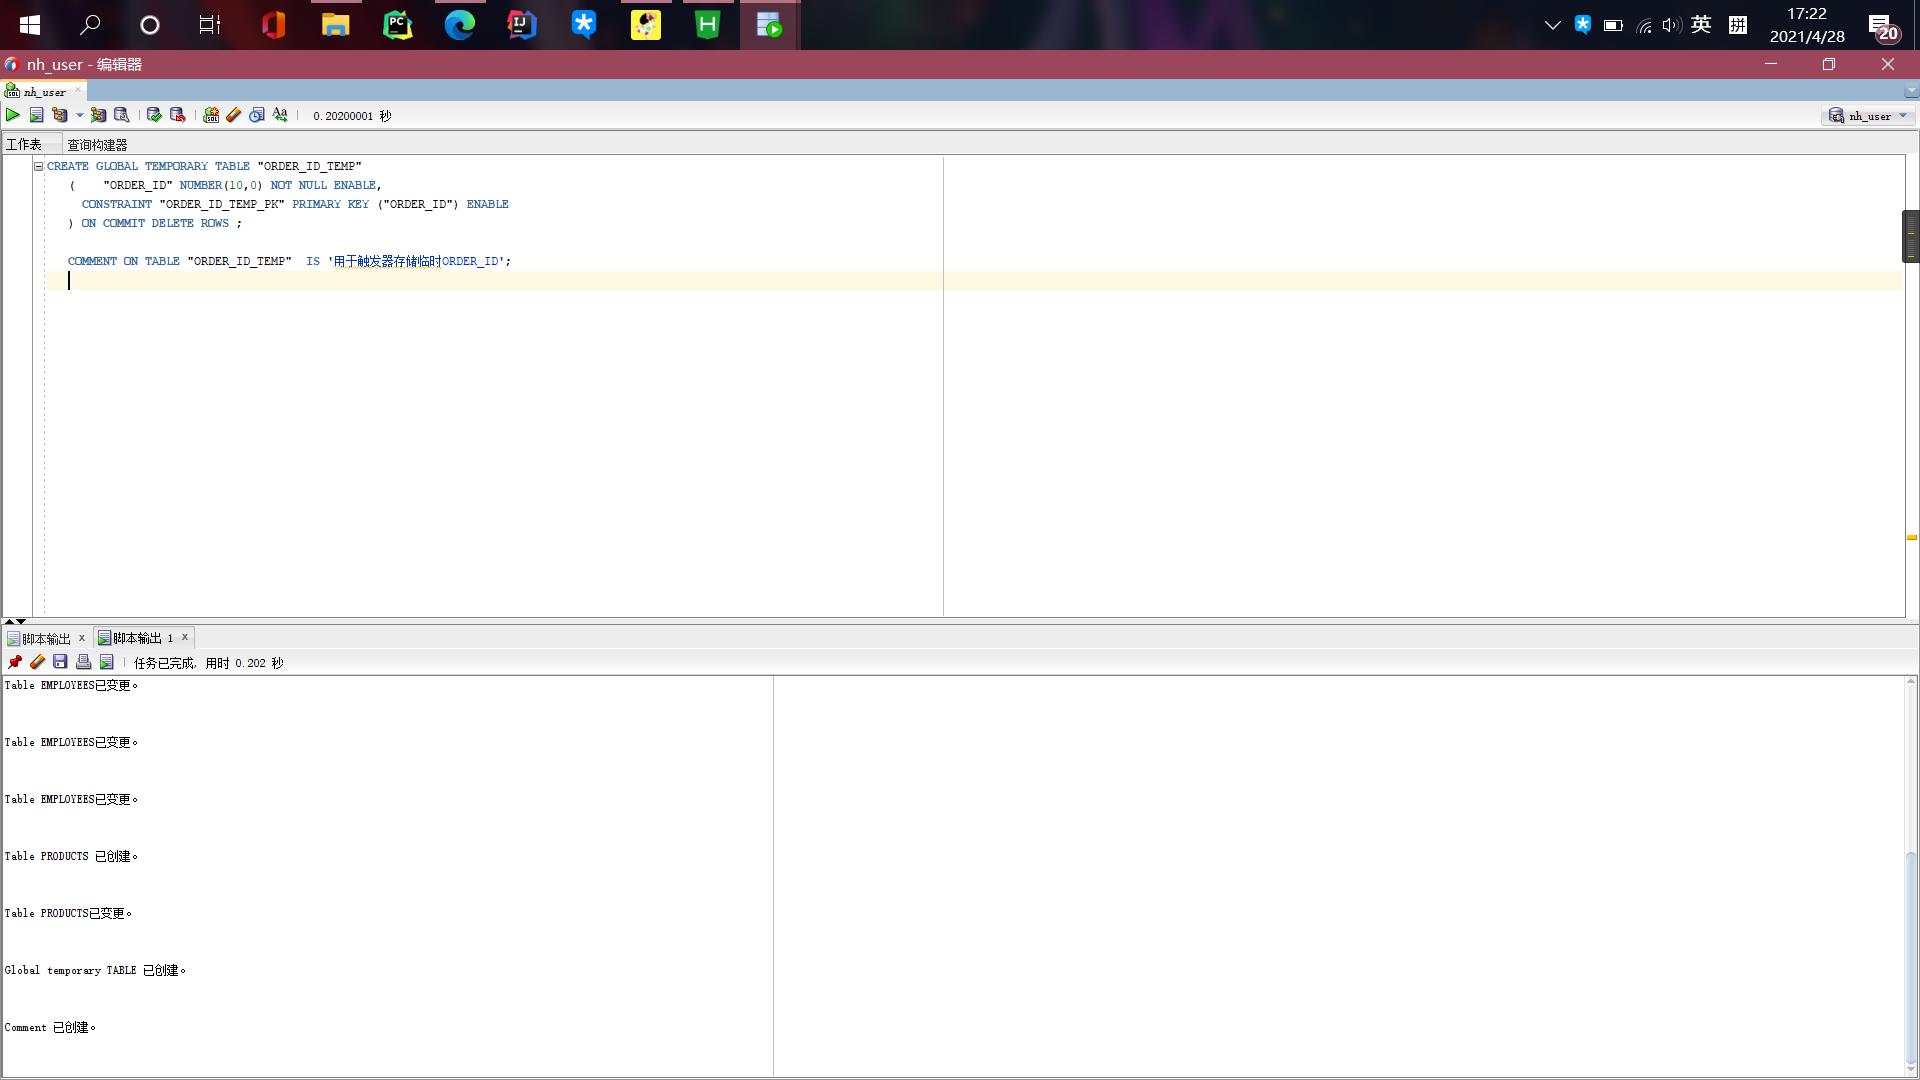 英
拼
17:22
2021/4/28
20
nh_user - 编辑器
nh_user
0.20200001 秒
nh_user
工作表
查询构建器
CREATE GLOBAL TEMPORARY TABLE "ORDER_ID_TEMP"
( "ORDER_ID" NUMBER(10,0) NOT NULL ENABLE,
CONSTRAINT "ORDER_ID_TEMP_PK" PRIMARY KEY ("ORDER_ID") ENABLE
) ON COMMIT DELETE ROWS ;
COMMENT ON TABLE "ORDER_ID_TEMP" IS '用于触发器存储临时ORDER_ID';
脚本输出 x
脚本输出 1 x
任务已完成, 用时 0.202 秒
Table EMPLOYEES已变更。
Table EMPLOYEES已变更。
Table EMPLOYEES已变更。
Table PRODUCTS 已创建。
Table PRODUCTS已变更。
Global temporary TABLE 已创建。
Comment 已创建。